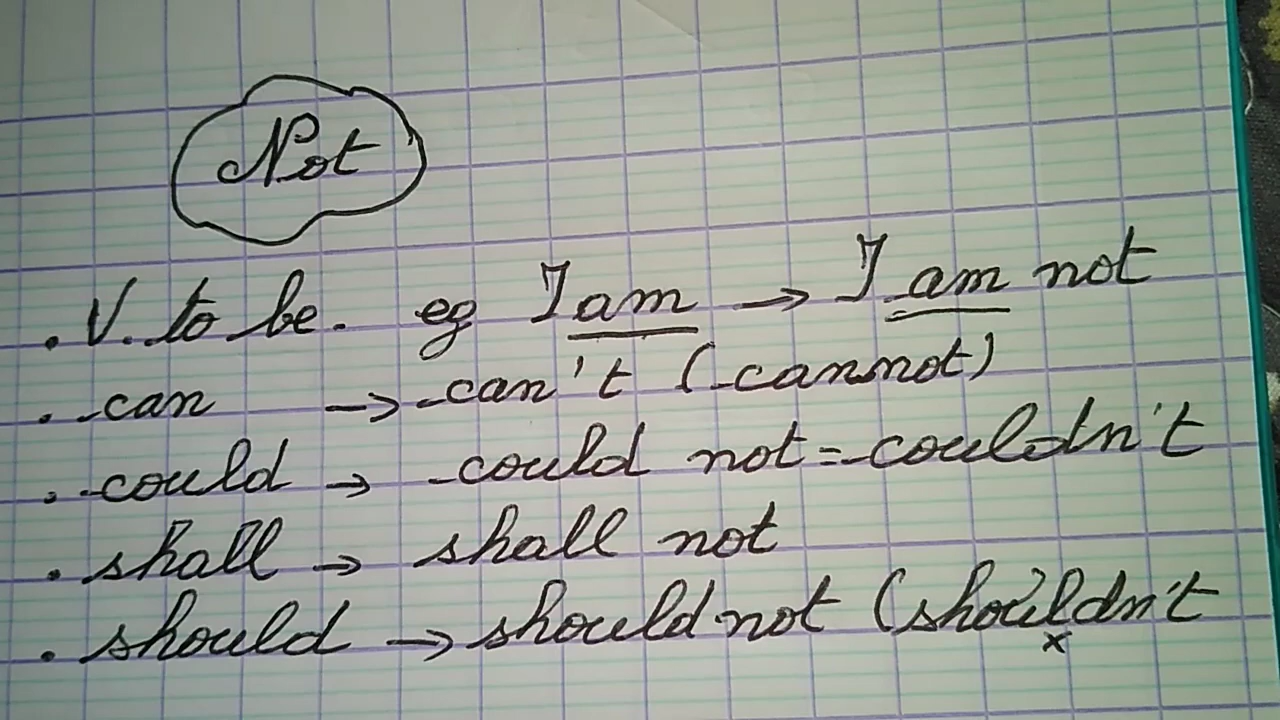 Not
. V. to be. eg I am → I am not
. can → can't (cannot)
. could → could not = couldn't
. shall → shall not
. should → should not (shouldn't
x